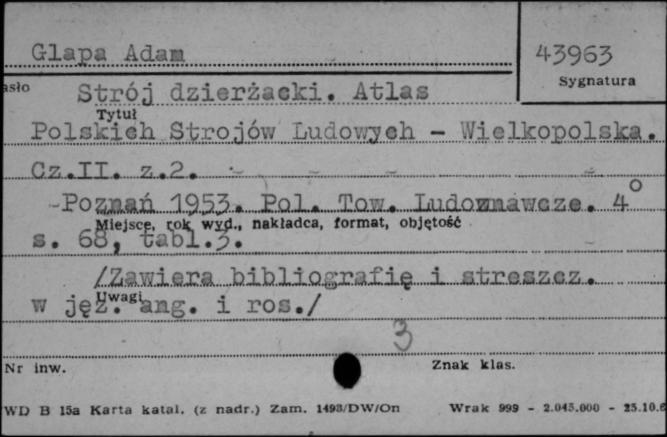 Glapa Adam
43963
Sygnatura
asło
Strój dzierżacki. Atlas
Tytuł
Polskich Strojów Ludowych - Wielkopolska.
Cz.II. z.2.
Poznań 1953. Pol. Tow. Ludoznawcze. 4°
Miejsce, rok wyd., nakładca, format, objętość
s. 68, tabl.3.
/Zawiera bibliografię i streszcz.
Uwagi
w jęz. ang. i ros./
3
Nr inw.
Znak klas.
WD B 15a Karta katal. (z nadr.) Zam. 1498/DW/On Wrak 999 - 2.045.000 - 25.10.6